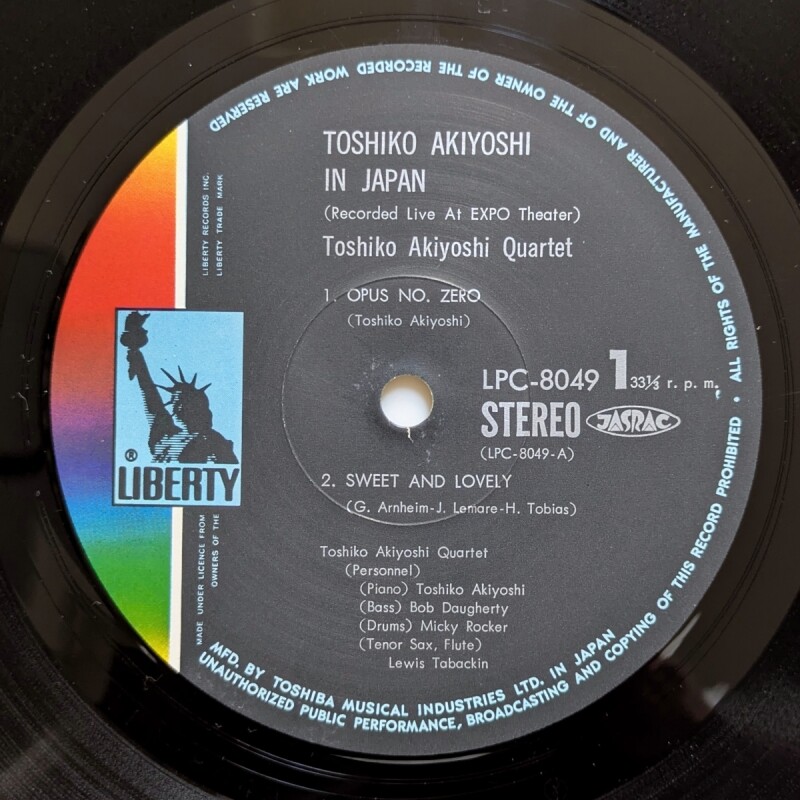 TOSHIKO AKIYOSHI
IN JAPAN
(Recorded Live At EXPO Theater)
Toshiko Akiyoshi Quartet
1. OPUS NO. ZERO
(Toshiko Akiyoshi)
LPC-8049 1 33⅓ r. p. m.
STEREO JASRAC
(LPC-8049-A)
2. SWEET AND LOVELY
(G. Arnheim-J. Lemare-H. Tobias)
Toshiko Akiyoshi Quartet
(Personnel)
(Piano) Toshiko Akiyoshi
(Bass) Bob Daugherty
(Drums) Micky Rocker
(Tenor Sax, Flute)
Lewis Tabackin
® LIBERTY
LIBERTY RECORDS INC.
LIBERTY TRADE MARK
MADE UNDER LICENCE FROM
OWNERS OF THE
MFD. BY TOSHIBA MUSICAL INDUSTRIES LTD. IN JAPAN
UNAUTHORIZED PUBLIC PERFORMANCE, BROADCASTING AND COPYING OF THIS RECORD PROHIBITED • ALL RIGHTS OF THE MANUFACTURER AND OF THE OWNER OF THE RECORDED WORK ARE RESERVED